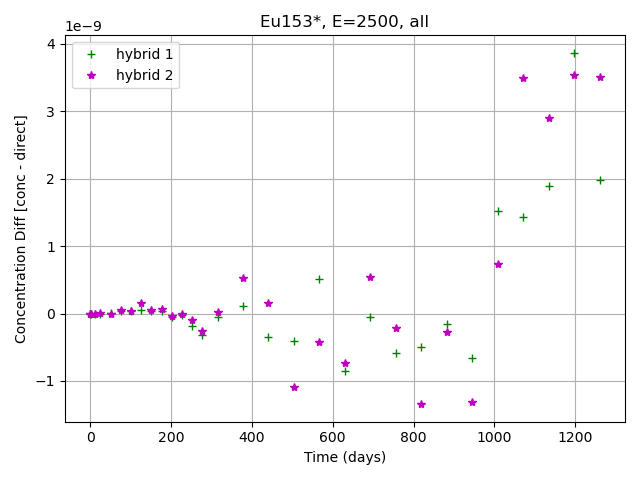 Eu153*, E=2500, all
1e−9
hybrid 1
hybrid 2
4
3
2
1
0
−1
Concentration Diff [conc - direct]
0 200 400 600 800 1000 1200
Time (days)